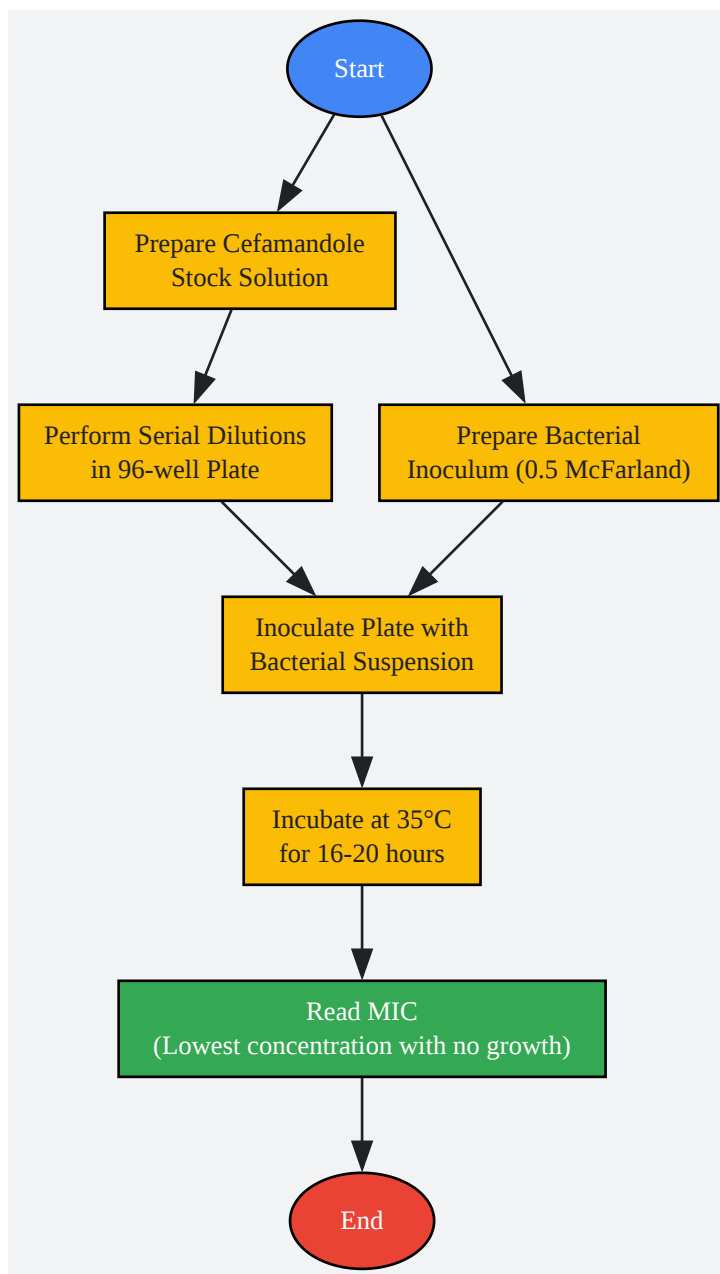 Start
Prepare Cefamandole
Stock Solution
Perform Serial Dilutions
in 96-well Plate
Prepare Bacterial
Inoculum (0.5 McFarland)
Inoculate Plate with
Bacterial Suspension
Incubate at 35°C
for 16-20 hours
Read MIC
(Lowest concentration with no growth)
End